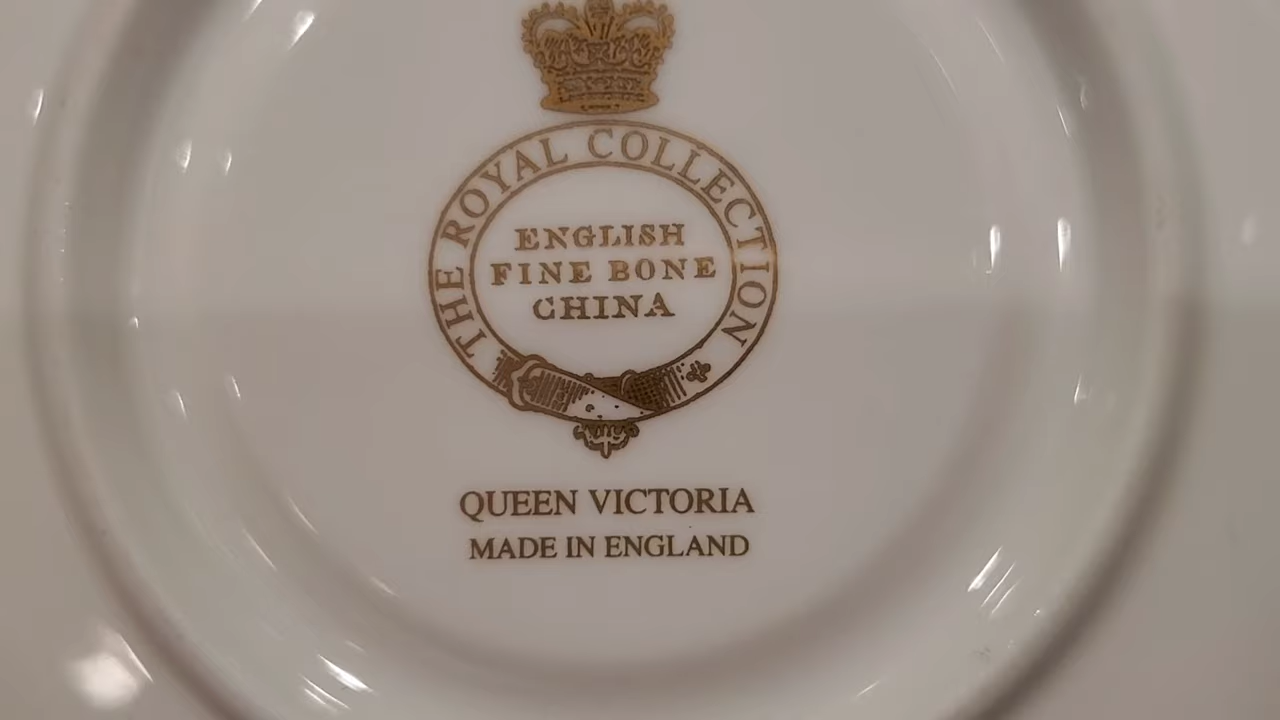 THE ROYAL COLLECTION
ENGLISH
FINE BONE
CHINA
QUEEN VICTORIA
MADE IN ENGLAND